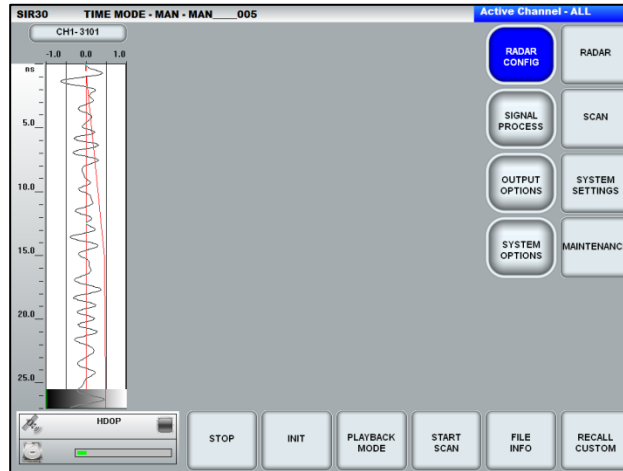 SIR30 TIME MODE - MAN - MAN____005 Active Channel - ALL
CH1- 3101
-1.0 0.0 1.0
ns
5.0
10.0
15.0
20.0
25.0
RADAR
CONFIG
RADAR
SIGNAL
PROCESS
SCAN
OUTPUT
OPTIONS
SYSTEM
SETTINGS
SYSTEM
OPTIONS
MAINTENANC
HDOP
STOP
INIT
PLAYBACK
MODE
START
SCAN
FILE
INFO
RECALL
CUSTOM